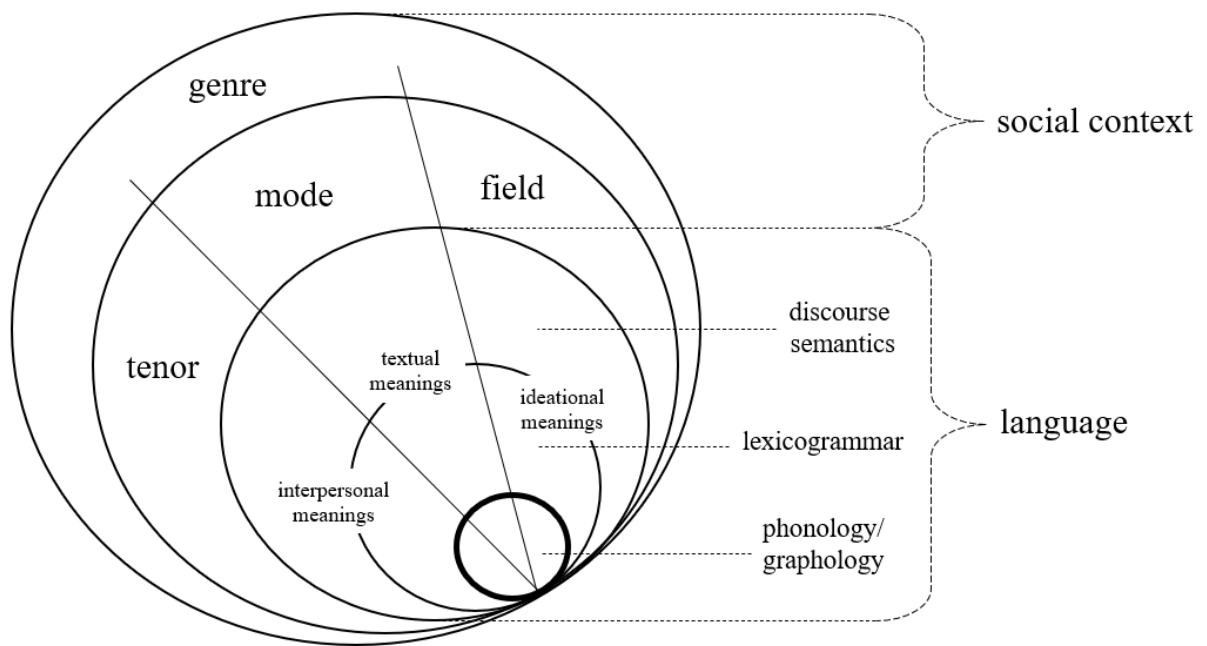 genre
social context
mode
field
discourse
semantics
tenor
textual
meanings
ideational
meanings
language
lexicogrammar
interpersonal
meanings
phonology/
graphology